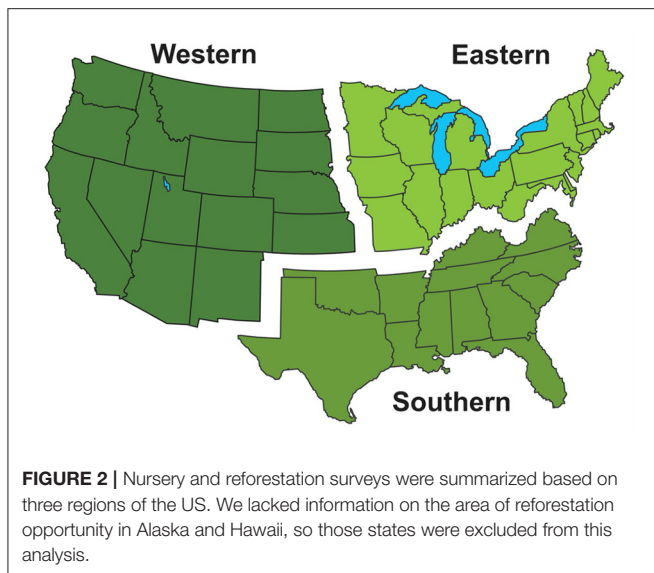 Western
Eastern
Southern
FIGURE 2 | Nursery and reforestation surveys were summarized based on
three regions of the US. We lacked information on the area of reforestation
opportunity in Alaska and Hawaii, so those states were excluded from this
analysis.